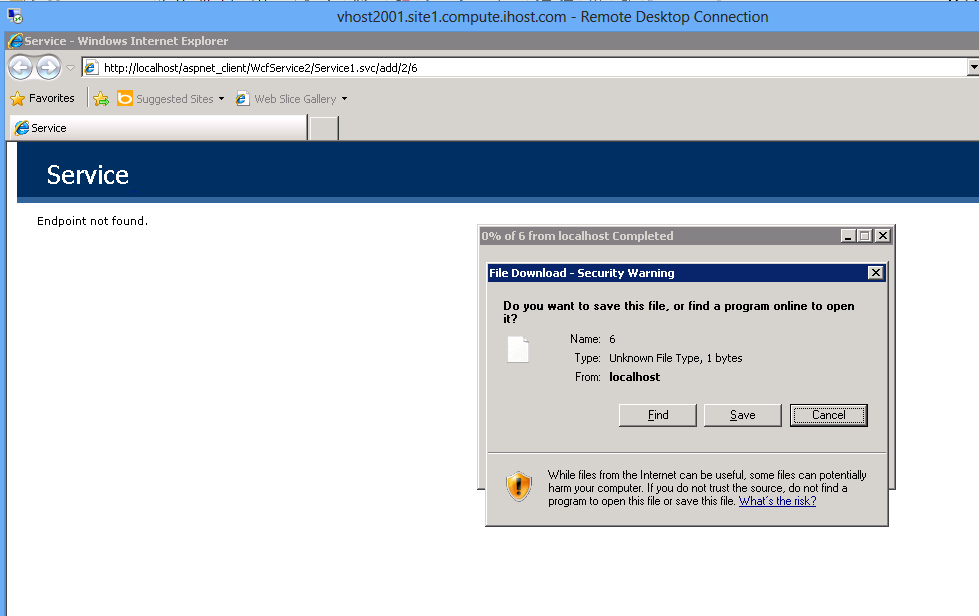 vhost2001.site1.compute.ihost.com - Remote Desktop Connection
Service - Windows Internet Explorer
http://localhost/aspnet_client/WcfService2/Service1.svc/add/2/6
Favorites Suggested Sites Web Slice Gallery
Service
Service
Endpoint not found.
0% of 6 from localhost Completed
File Download - Security Warning
Do you want to save this file, or find a program online to open
it?
Name: 6
Type: Unknown File Type, 1 bytes
From: localhost
Find Save Cancel
While files from the Internet can be useful, some files can potentially
harm your computer. If you do not trust the source, do not find a
program to open this file or save this file. What's the risk?